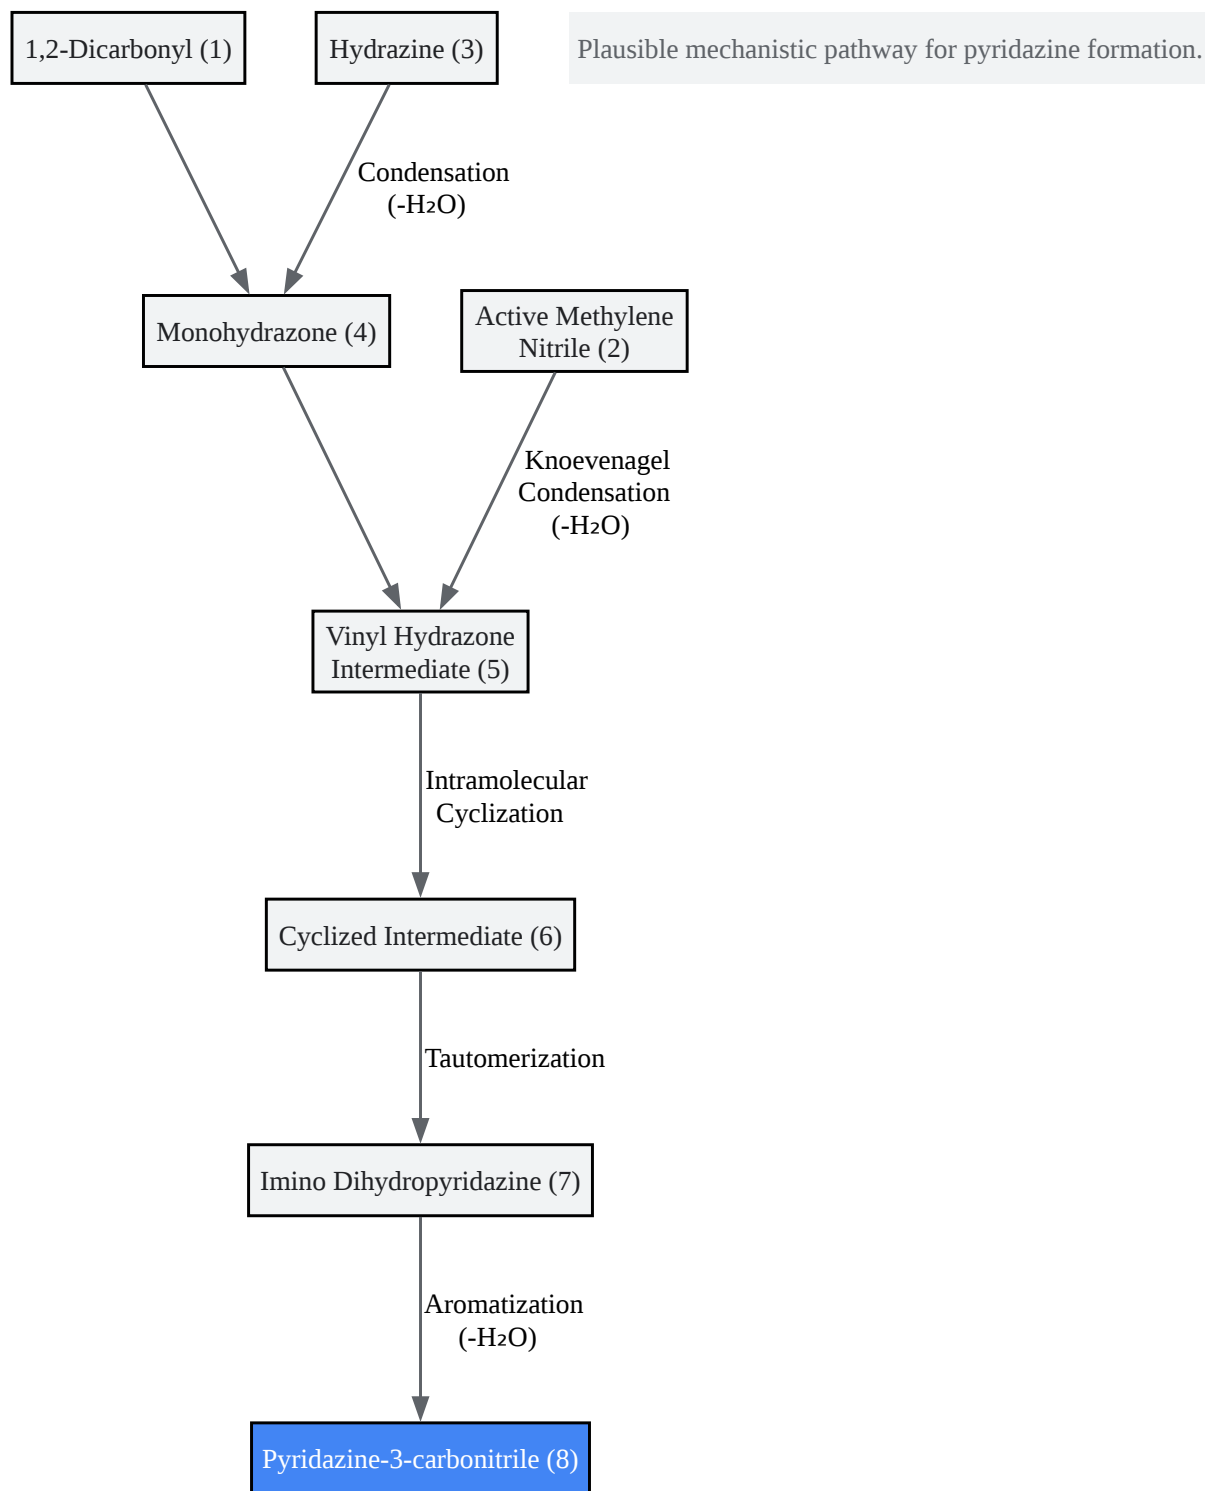 1,2-Dicarbonyl (1)
Hydrazine (3)
Plausible mechanistic pathway for pyridazine formation.
Condensation
(-H₂O)
Monohydrazone (4)
Active Methylene
Nitrile (2)
Knoevenagel
Condensation
(-H₂O)
Vinyl Hydrazone
Intermediate (5)
Intramolecular
Cyclization
Cyclized Intermediate (6)
Tautomerization
Imino Dihydropyridazine (7)
Aromatization
(-H₂O)
Pyridazine-3-carbonitrile (8)